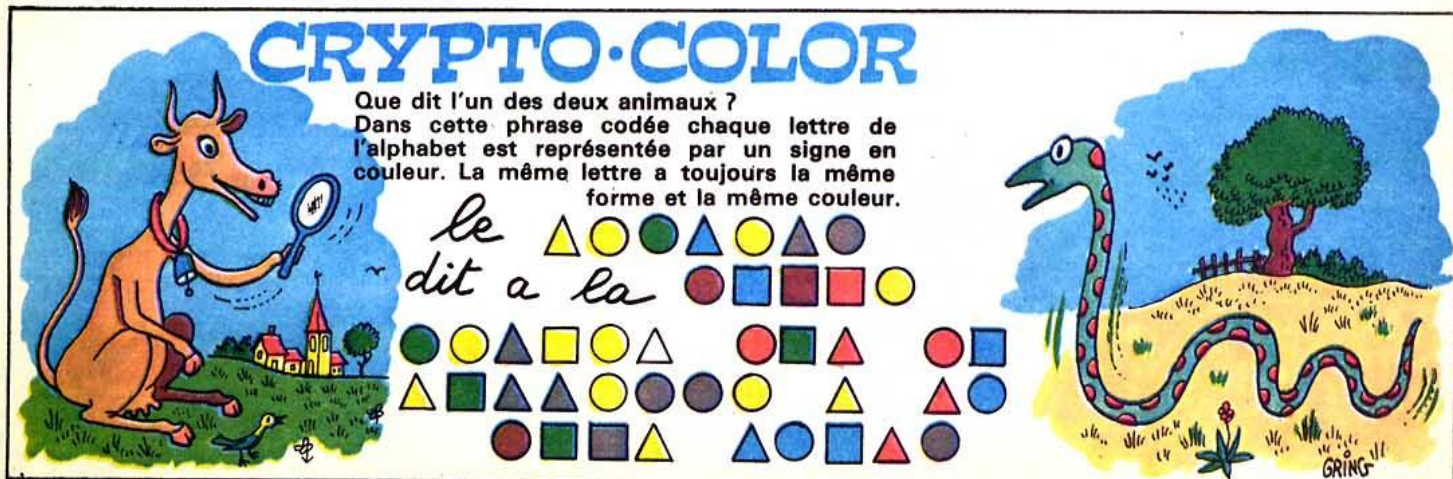 CRYPTO·COLOR
Que dit l'un des deux animaux ?
Dans cette phrase codée chaque lettre de
l'alphabet est représentée par un signe en
couleur. La même lettre a toujours la même
forme et la même couleur.
le
dit a la
GRING